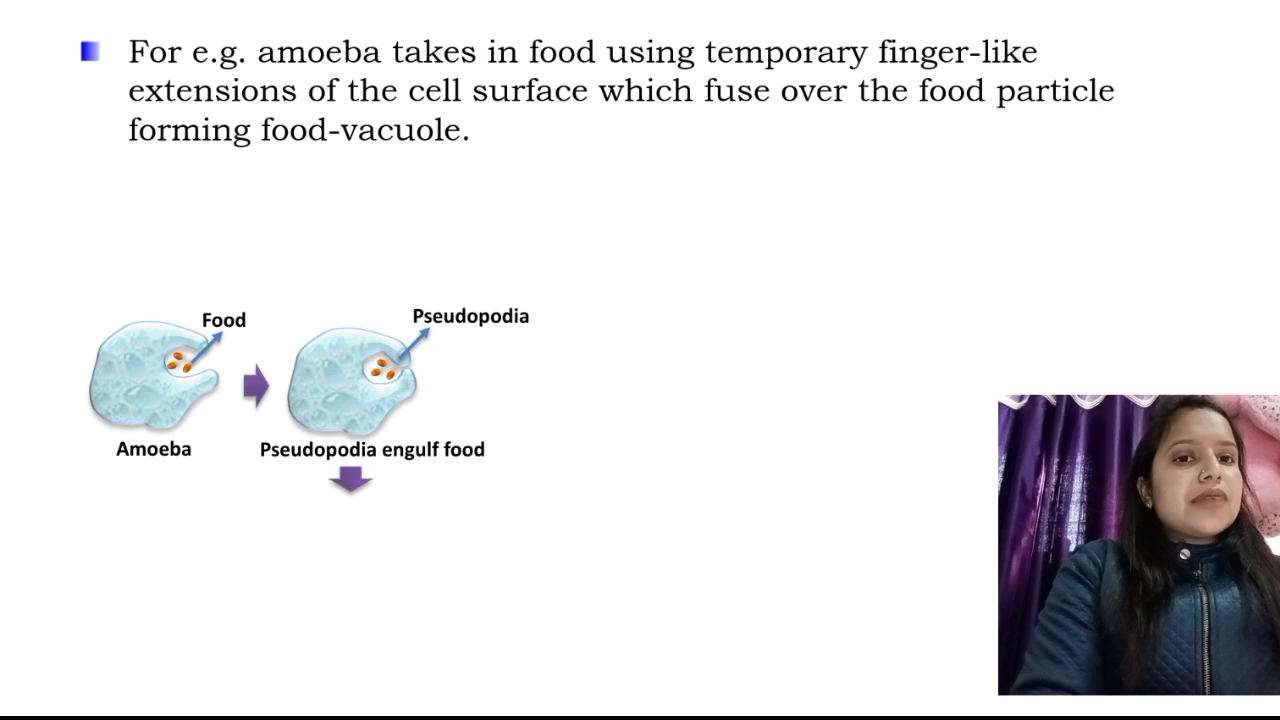 For e.g. amoeba takes in food using temporary finger-like
extensions of the cell surface which fuse over the food particle
forming food-vacuole.
Food
Pseudopodia
Amoeba
Pseudopodia engulf food